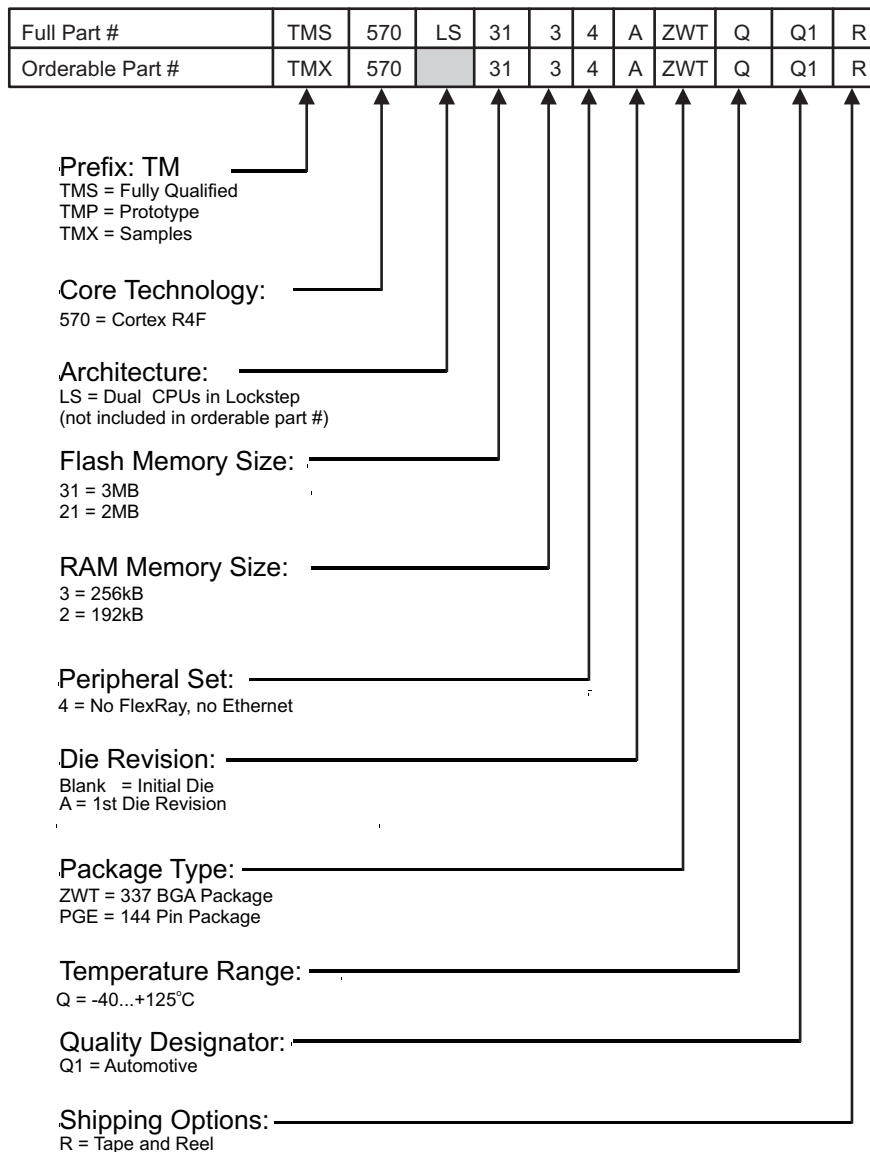 Full Part # TMS 570 LS 31 3 4 A ZWT Q Q1 R
Orderable Part # TMX 570 31 3 4 A ZWT Q Q1 R
Prefix: TM
TMS = Fully Qualified
TMP = Prototype
TMX = Samples
Core Technology:
570 = Cortex R4F
Architecture:
LS = Dual CPUs in Lockstep
(not included in orderable part #)
Flash Memory Size:
31 = 3MB
21 = 2MB
RAM Memory Size:
3 = 256kB
2 = 192kB
Peripheral Set:
4 = No FlexRay, no Ethernet
Die Revision:
Blank = Initial Die
A = 1st Die Revision
Package Type:
ZWT = 337 BGA Package
PGE = 144 Pin Package
Temperature Range:
Q = -40...+125°C
Quality Designator:
Q1 = Automotive
Shipping Options:
R = Tape and Reel